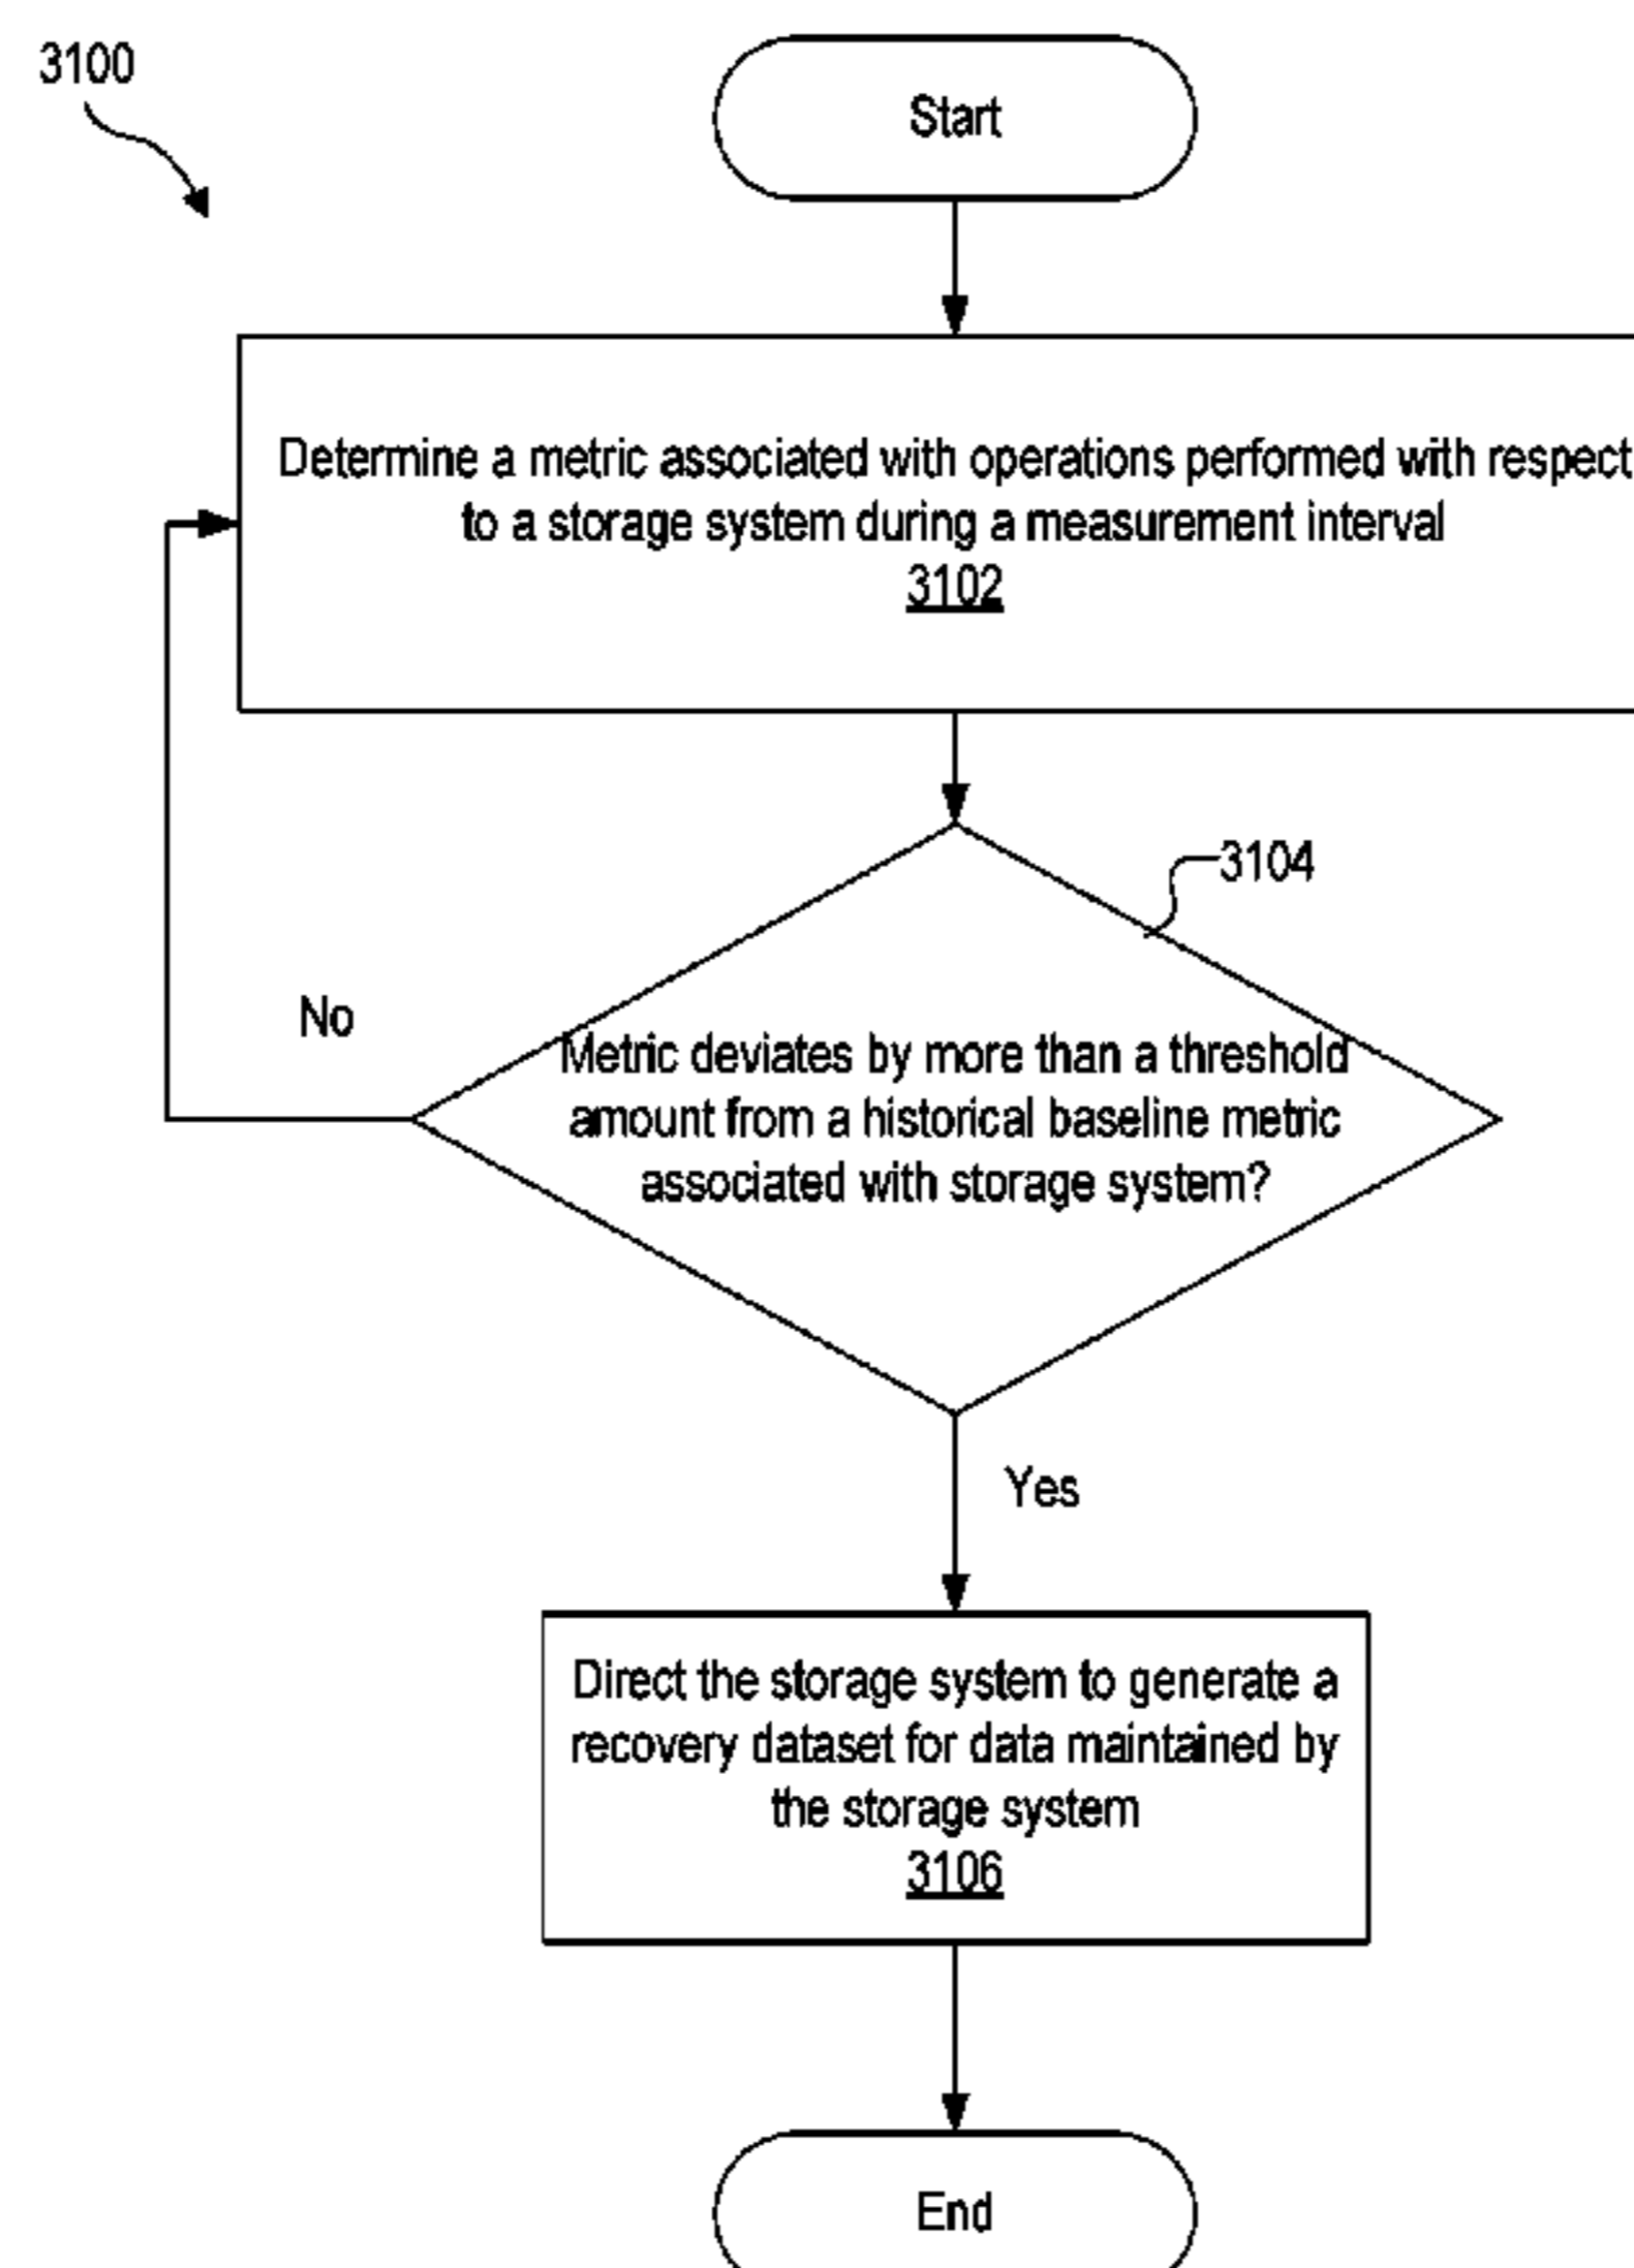 3100
Start
Determine a metric associated with operations performed with respect
to a storage system during a measurement interval
3102
3104
No
Metric deviates by more than a threshold
amount from a historical baseline metric
associated with storage system?
Yes
Direct the storage system to generate a
recovery dataset for data maintained by
the storage system
3106
End